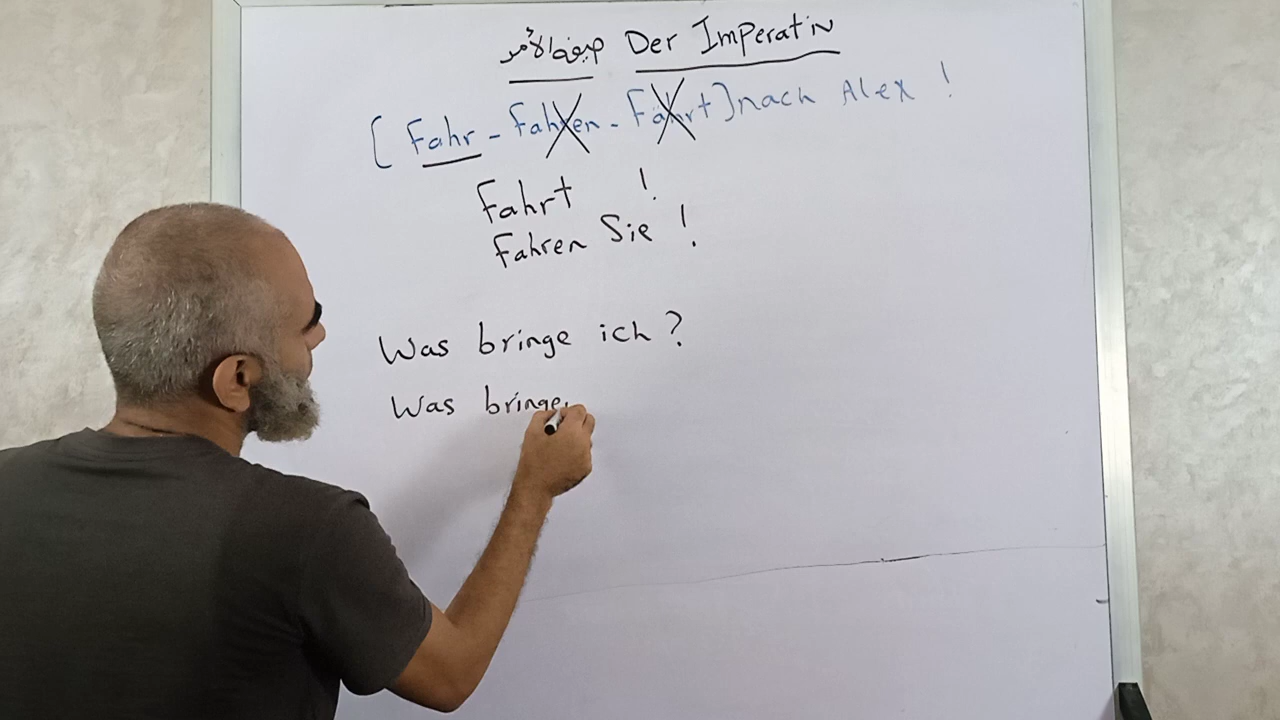 صيغة الأمر Der Imperativ
[ Fahr - fahren - Fährt ] nach Alex !
Fahrt !
Fahren Sie !
Was bringe ich ?
Was bringe